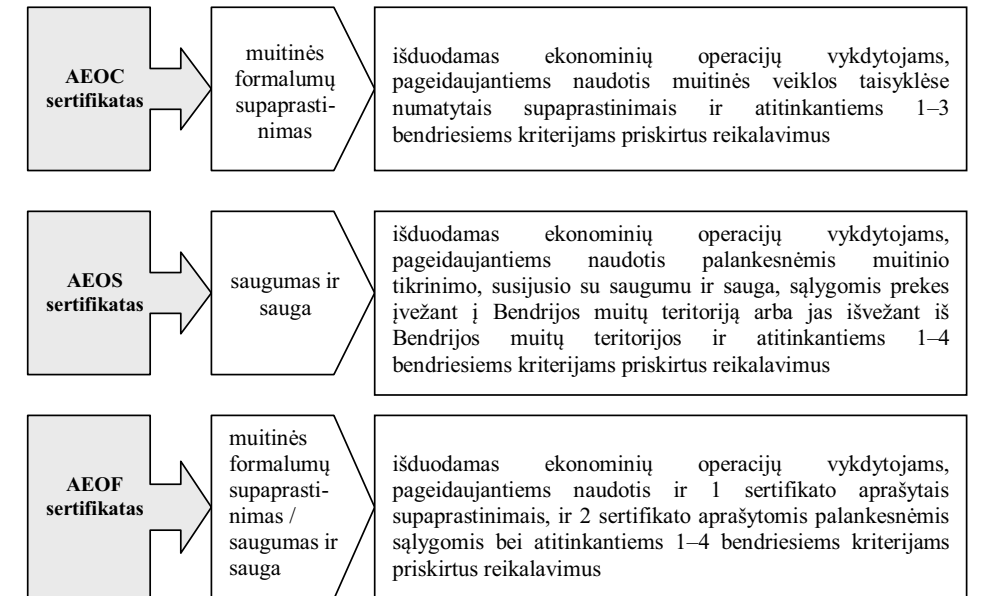 AEOC
sertifikatas
muitinės
formalumų
supaprasti-
nimas
išduodamas ekonominių operacijų vykdytojams,
pageidaujantiems naudotis muitinės veiklos taisyklėse
numatytais supaprastinimais ir atitinkantiems 1–3
bendriesiems kriterijams priskirtus reikalavimus
AEOS
sertifikatas
saugumas ir
sauga
išduodamas ekonominių operacijų vykdytojams,
pageidaujantiems naudotis palankesnėmis muitinio
tikrinimo, susijusio su saugumu ir sauga, sąlygomis prekes
įvežant į Bendrijos muitų teritoriją arba jas išvežant iš
Bendrijos muitų teritorijos ir atitinkantiems 1–4
bendriesiems kriterijams priskirtus reikalavimus
AEOF
sertifikatas
muitinės
formalumų
supaprasti-
nimas /
saugumas ir
sauga
išduodamas ekonominių operacijų vykdytojams,
pageidaujantiems naudotis ir 1 sertifikato aprašytais
supaprastinimais, ir 2 sertifikato aprašytomis palankesnėmis
sąlygomis bei atitinkantiems 1–4 bendriesiems kriterijams
priskirtus reikalavimus